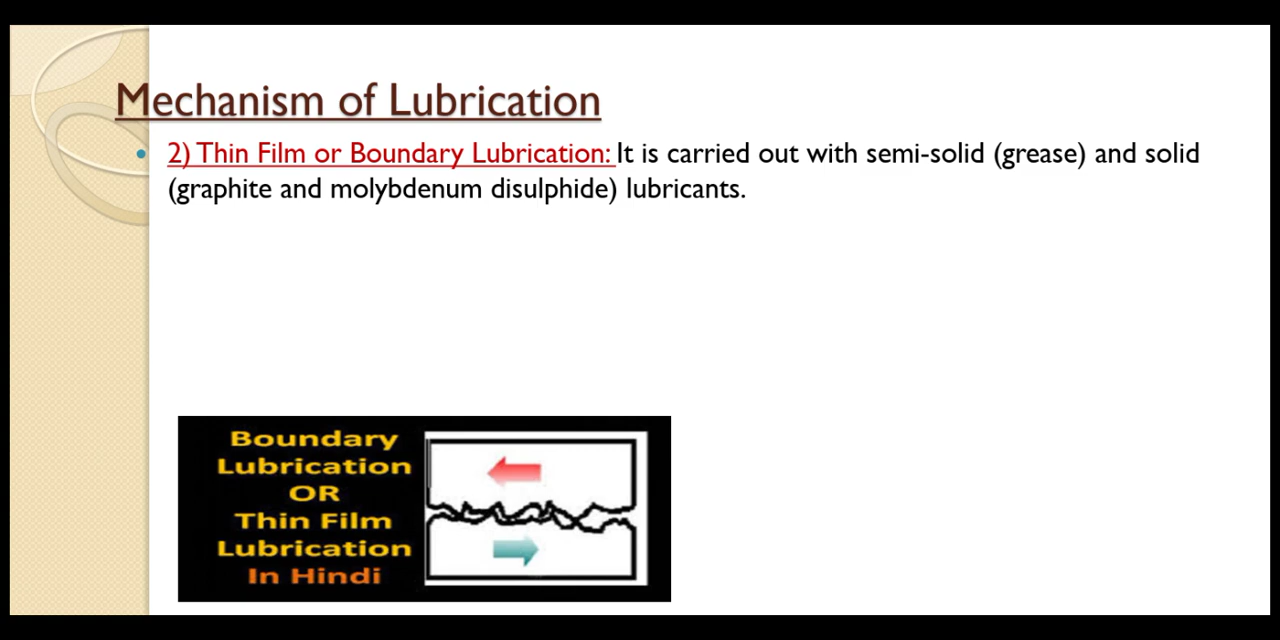 Mechanism of Lubrication
2) Thin Film or Boundary Lubrication: It is carried out with semi-solid (grease) and solid
(graphite and molybdenum disulphide) lubricants.
Boundary
Lubrication
OR
Thin Film
Lubrication
In Hindi